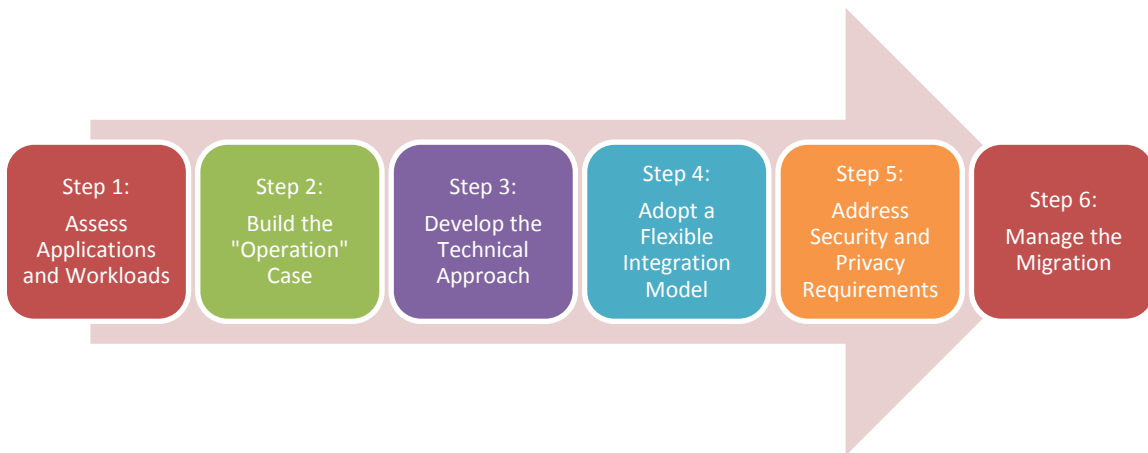 Step 1:
Assess
Applications
and Workloads
Step 2:
Build the
"Operation"
Case
Step 3:
Develop the
Technical
Approach
Step 4:
Adopt a
Flexible
Integration
Model
Step 5:
Address
Security and
Privacy
Requirements
Step 6:
Manage the
Migration